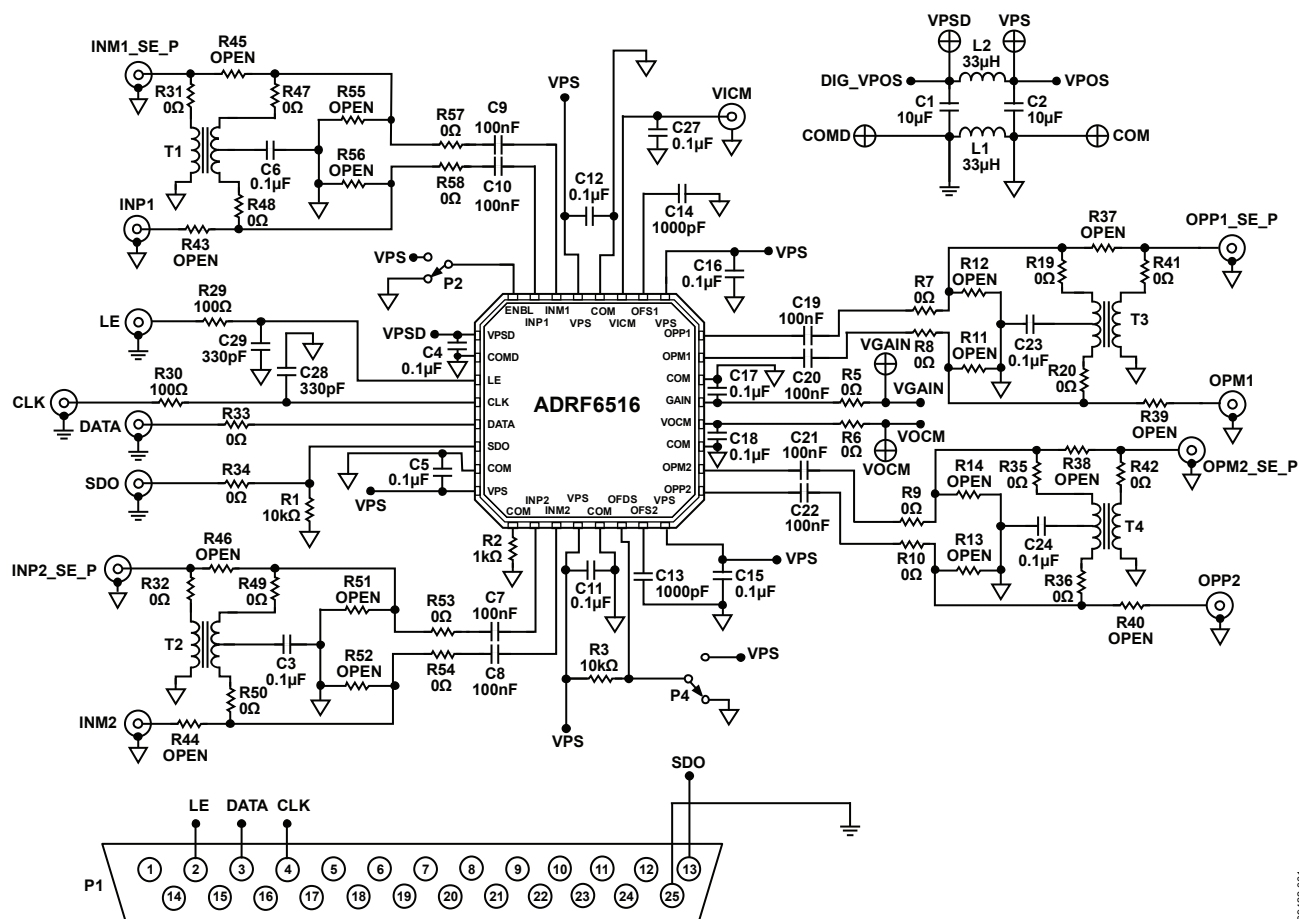 VPSD VPS
L2
33µH
INM1_SE_P
R45
OPEN
DIG_VPOS VPOS
R31
0Ω
R47
0Ω
R55
OPEN
VPS
VICM
C1
10µF
C2
10µF
C9
100nF
R57
0Ω
C27
0.1µF
COMD COM
L1
33µH
T1
C6
0.1µF
R56
OPEN
R58
0Ω
C10
100nF
C12
0.1µF
C14
1000pF
R48
0Ω
INP1
R43
OPEN
R37
OPEN
OPP1_SE_P
VPS
P2
C16
0.1µF
VPS
R19
0Ω
R41
0Ω
R12
OPEN
R7
0Ω
C19
100nF
T3
R29
100Ω
LE
C29
330pF
C28
330pF
VPSD
C4
0.1µF
ENBL INM1 COM OFS1
INP1 VPS VICM VPS
VPSD
COMD
LE
CLK
DATA
SDO
COM
VPS
ADRF6516
OPP1
OPM1
COM
GAIN
VOCM
COM
OPM2
OPP2
INP2 VPS OFDS VPS
COM INM2 COM OFS2
R8
0Ω
R11
OPEN
C23
0.1µF
R20
0Ω
C20
100nF
C17
0.1µF
VGAIN
R5
0Ω
VGAIN
R39
OPEN
OPM1
R30
100Ω
CLK
DATA
R33
0Ω
C18
0.1µF
R6
0Ω
VOCM
VOCM
SDO
R34
0Ω
R1
10kΩ
C5
0.1µF
VPS
C21
100nF
C22
100nF
R9
0Ω
R10
0Ω
R14
OPEN
R13
OPEN
R35
0Ω
R38
OPEN
R42
0Ω
OPM2_SE_P
C24
0.1µF
T4
R36
0Ω
R40
OPEN
OPP2
R2
1kΩ
C11
0.1µF
C13
1000pF
C15
0.1µF
VPS
INP2_SE_P
R46
OPEN
R32
0Ω
R49
0Ω
R51
OPEN
R53
0Ω
C7
100nF
T2
C3
0.1µF
R52
OPEN
R54
0Ω
C8
100nF
R3
10kΩ
VPS
P4
R50
0Ω
INM2
R44
OPEN
VPS
SDO
LE DATA CLK
P1
1 2 3 4 5 6 7 8 9 10 11 12 13
14 15 16 17 18 19 20 21 22 23 24 25